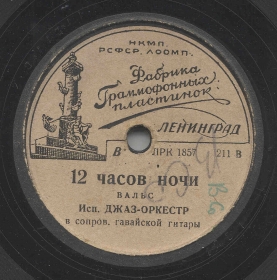 НКМП
РСФСР. ЛООМП.
Фабрика
Граммофонных
пластинок
ЛЕНИНГРАД
В ЛРК 1857 211 В
12 часов ночи
ВАЛЬС
Исп. ДЖАЗ-ОРКЕСТР
в сопров. гавайской гитары